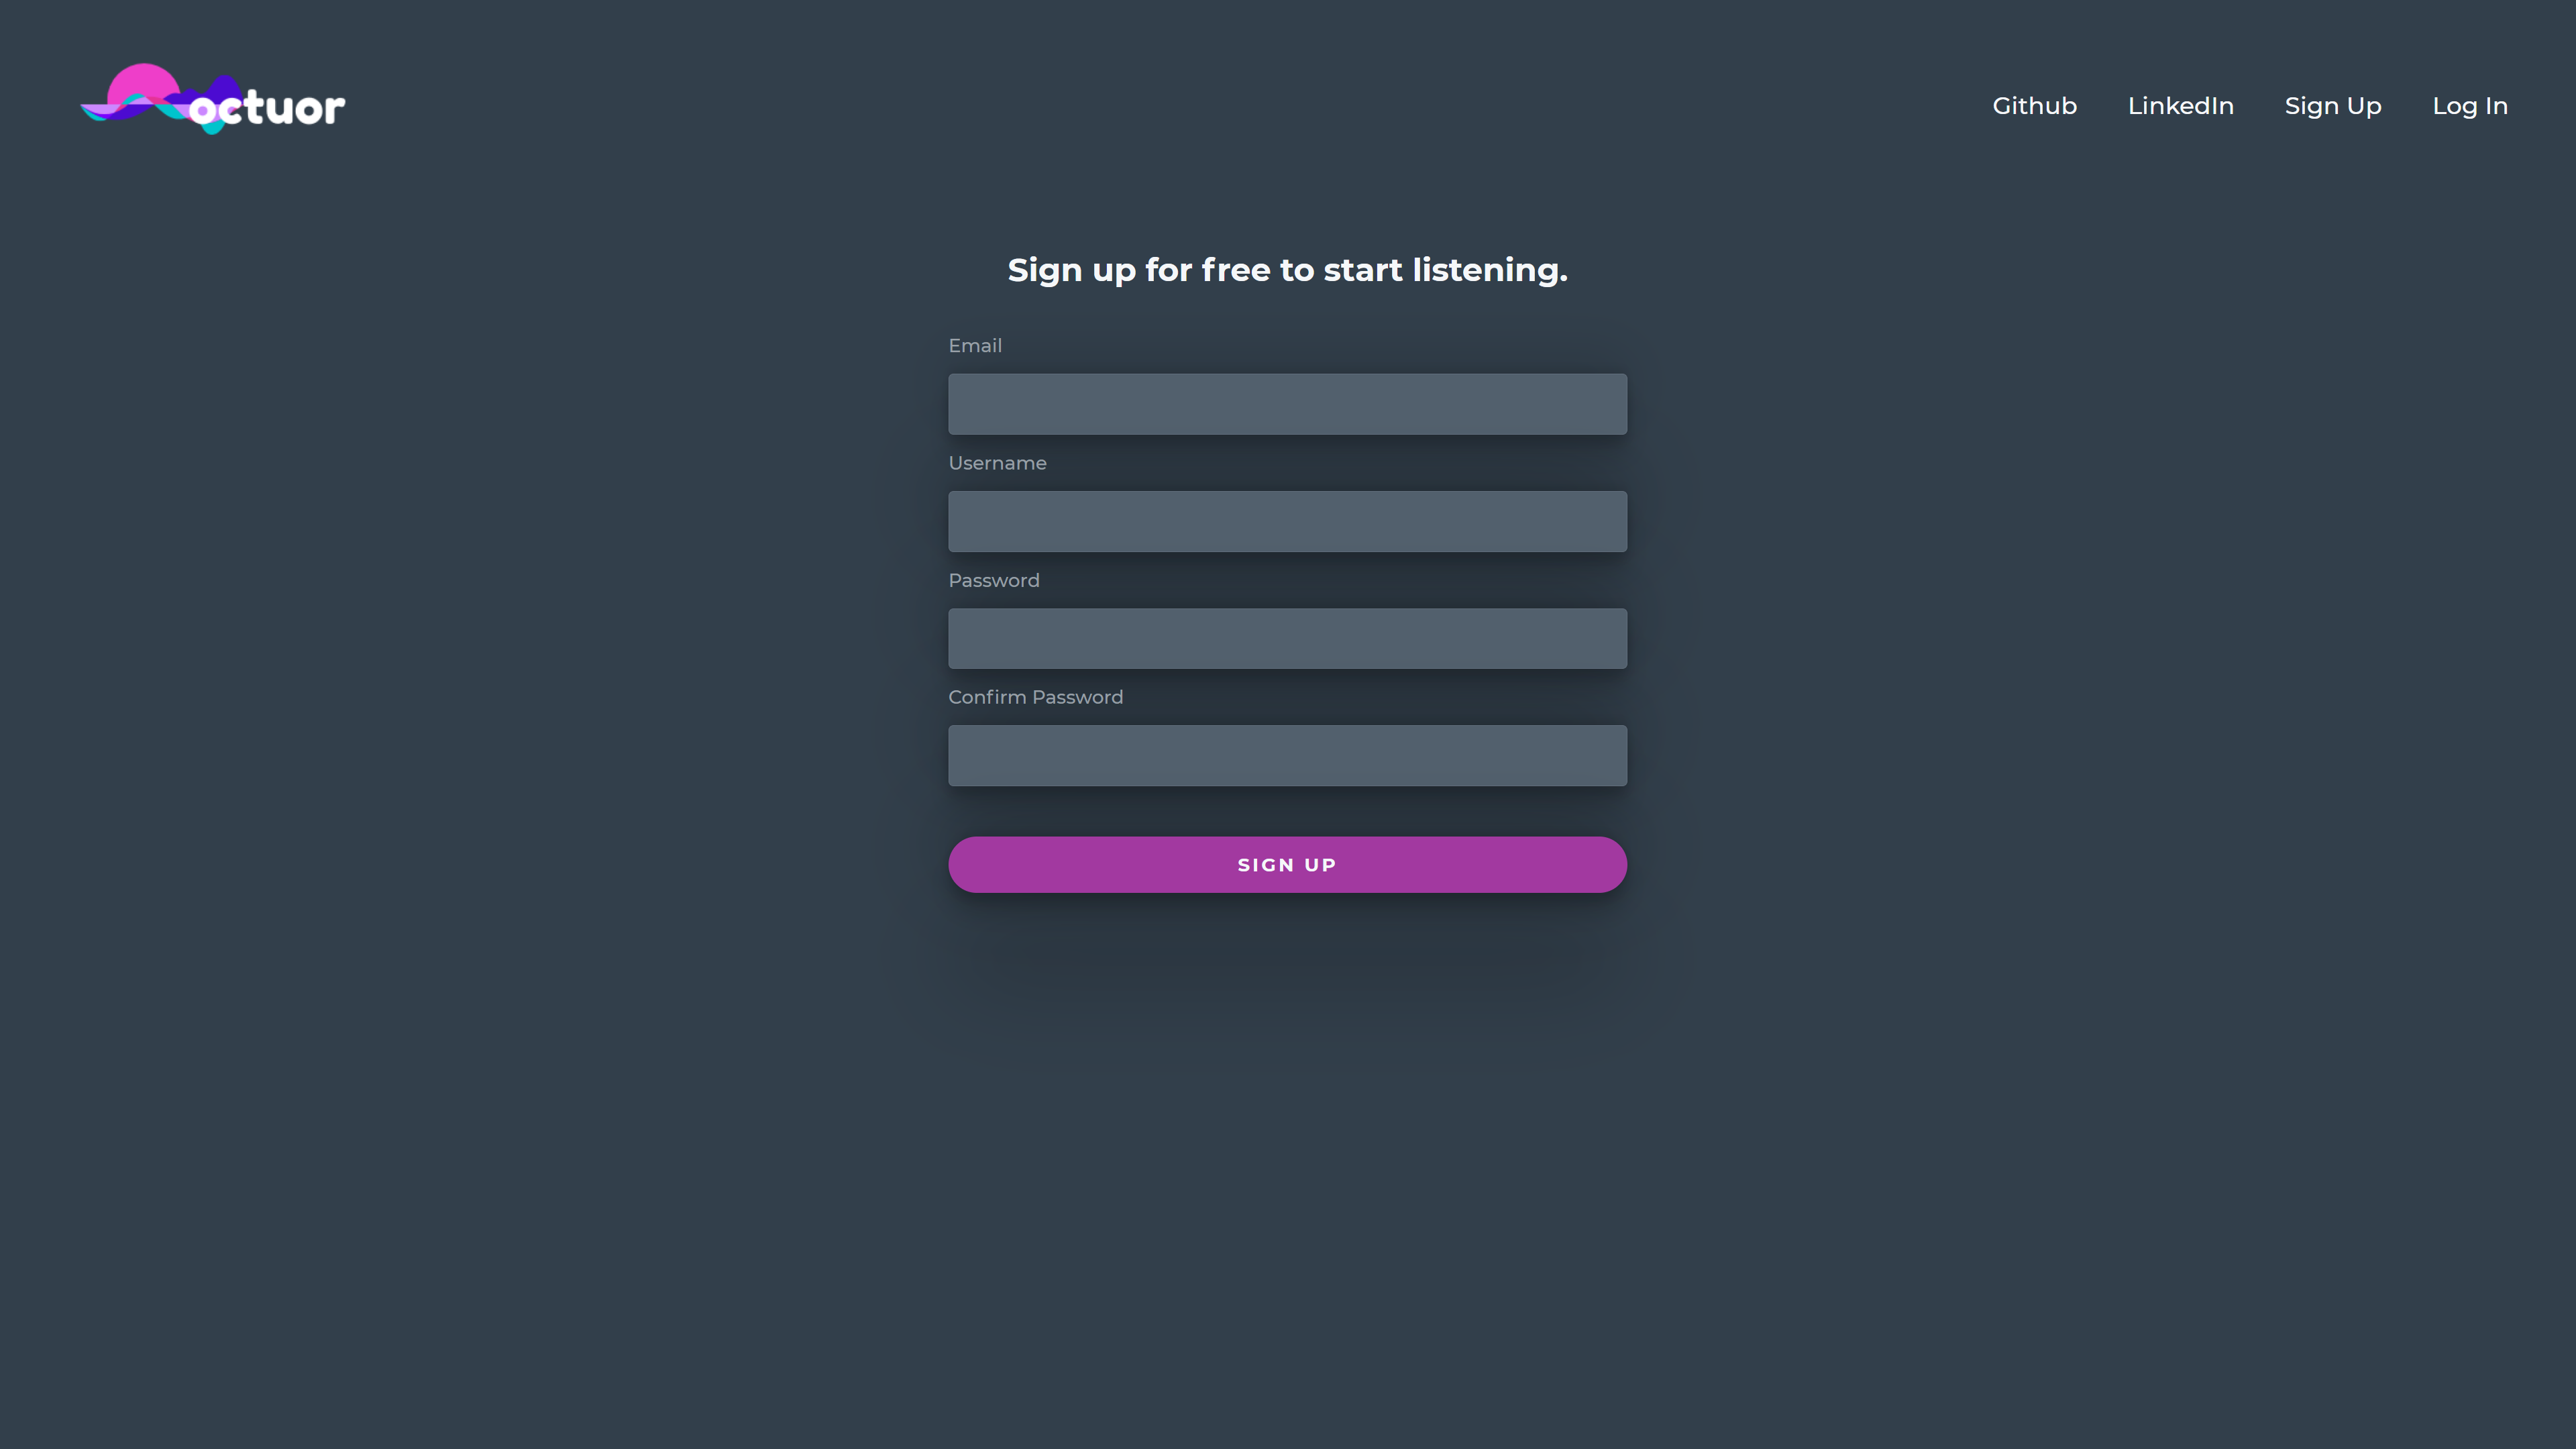 octuor
Github LinkedIn Sign Up Log In
Sign up for free to start listening.
Email
Username
Password
Confirm Password
SIGN UP